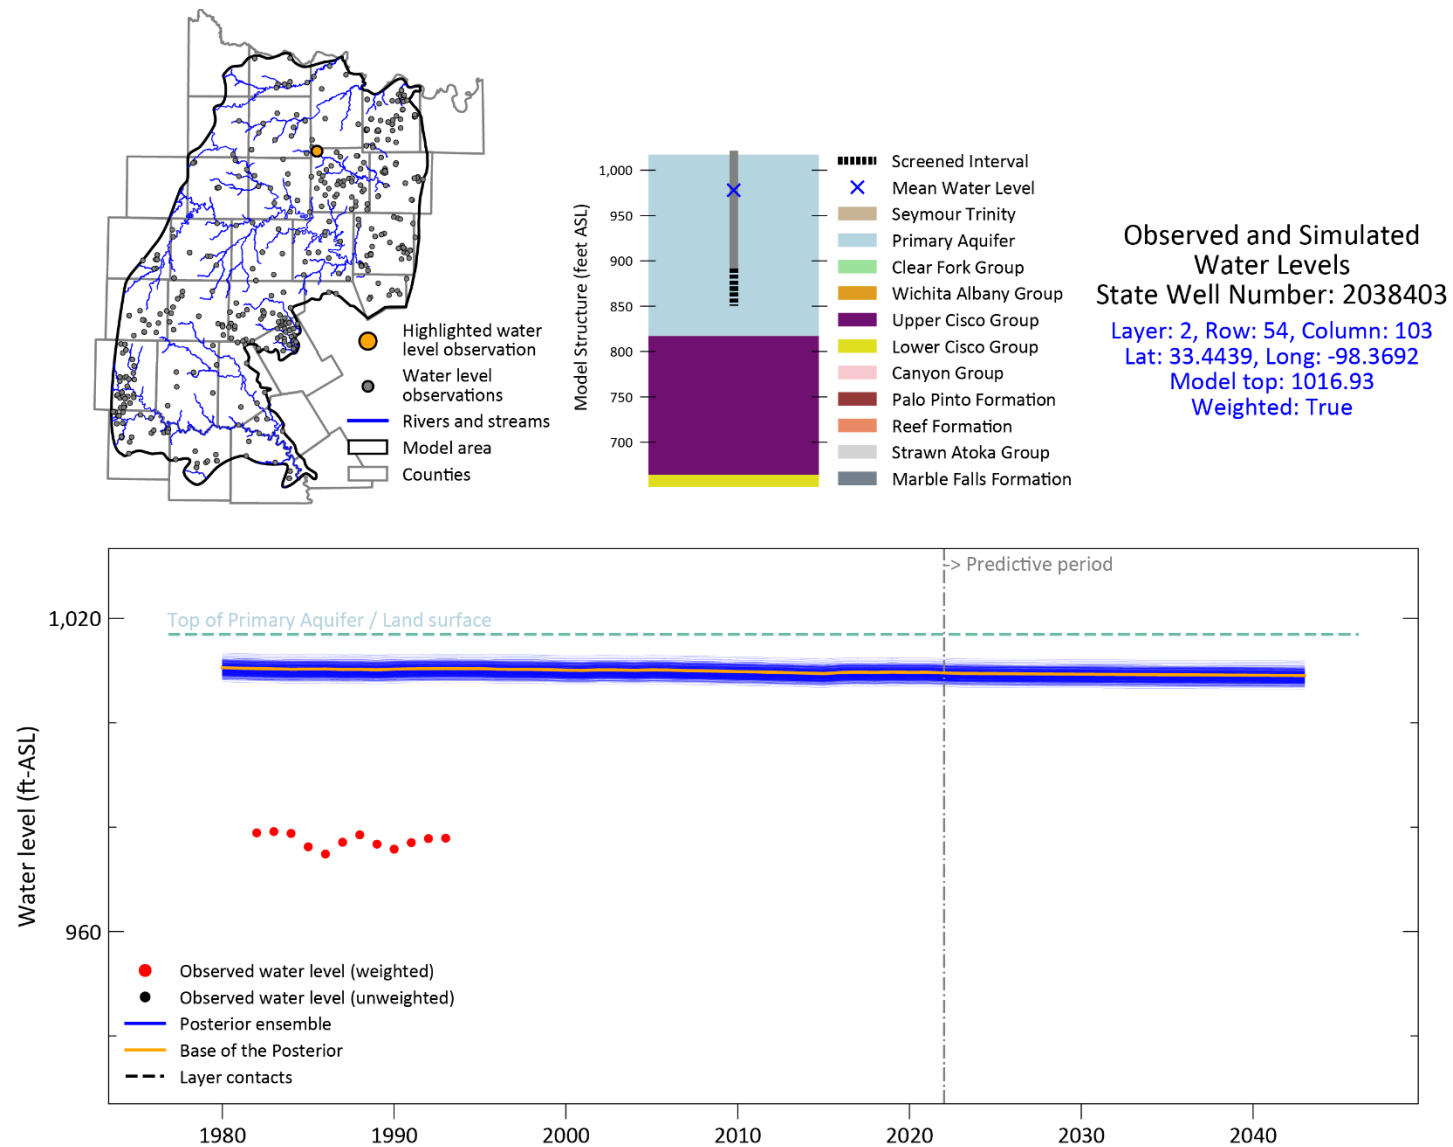 Highlighted water
level observation
Water level
observations
Rivers and streams
Model area
Counties
Model Structure (feet ASL)
1,000
950
900
850
800
750
700
Screened Interval
Mean Water Level
Seymour Trinity
Primary Aquifer
Clear Fork Group
Wichita Albany Group
Upper Cisco Group
Lower Cisco Group
Canyon Group
Palo Pinto Formation
Reef Formation
Strawn Atoka Group
Marble Falls Formation
Observed and Simulated
Water Levels
State Well Number: 2038403
Layer: 2, Row: 54, Column: 103
Lat: 33.4439, Long: -98.3692
Model top: 1016.93
Weighted: True
-> Predictive period
Top of Primary Aquifer / Land surface
Water level (ft-ASL)
1,020
960
Observed water level (weighted)
Observed water level (unweighted)
Posterior ensemble
Base of the Posterior
Layer contacts
1980
1990
2000
2010
2020
2030
2040